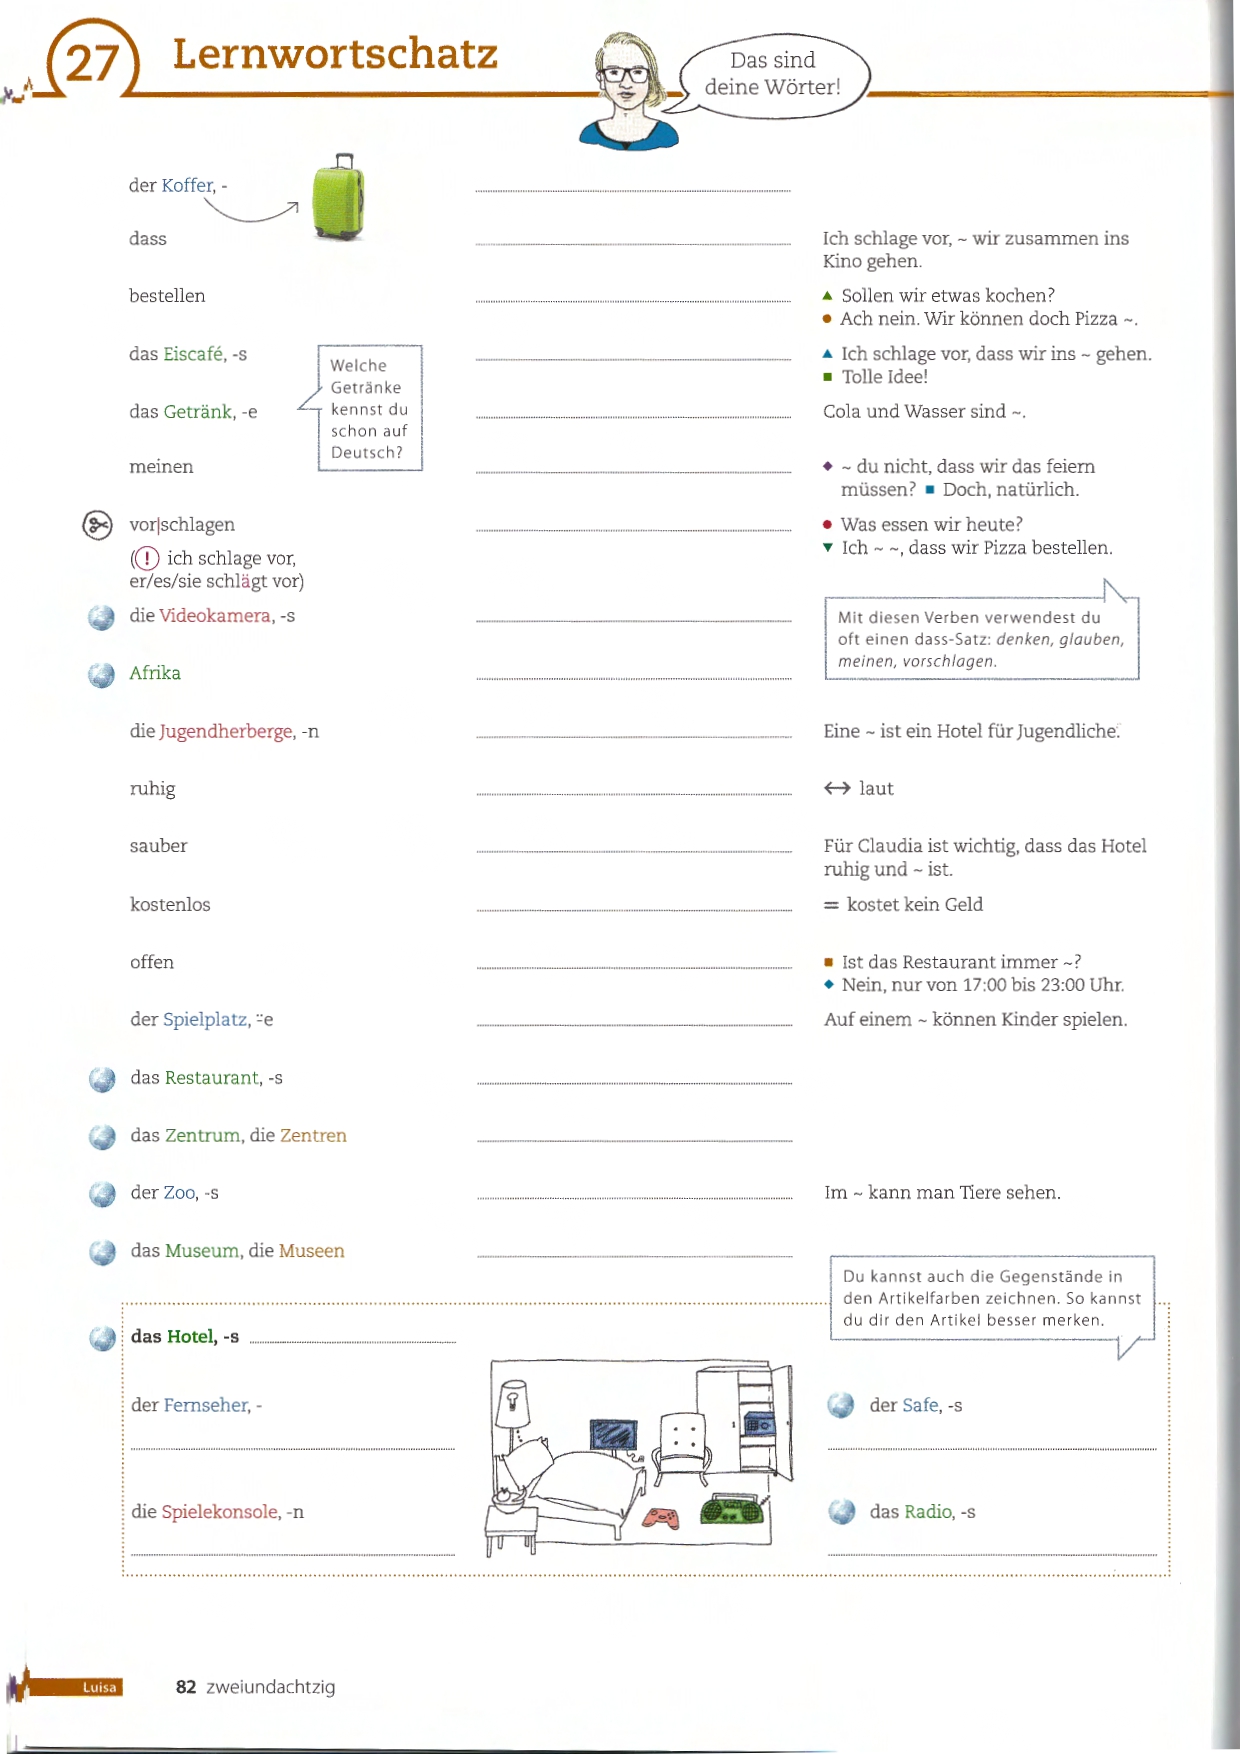 27 Lernwortschatz
Das sind
deine Wörter!
der Koffer, -
dass
Ich schlage vor, ~ wir zusammen ins
Kino gehen.
bestellen
▲ Sollen wir etwas kochen?
● Ach nein. Wir können doch Pizza ~.
das Eiscafé, -s
▲ Ich schlage vor, dass wir ins ~ gehen.
■ Tolle Idee!
Welche
Getränke
kennst du
schon auf
Deutsch?
das Getränk, -e
Cola und Wasser sind ~.
meinen
◆ ~ du nicht, dass wir das feiern
müssen? ■ Doch, natürlich.
vor|schlagen
(! ich schlage vor,
er/es/sie schlägt vor)
● Was essen wir heute?
▼ Ich ~ ~, dass wir Pizza bestellen.
die Videokamera, -s
Mit diesen Verben verwendest du
oft einen dass-Satz: denken, glauben,
meinen, vorschlagen.
Afrika
die Jugendherberge, -n
Eine ~ ist ein Hotel für Jugendliche.
ruhig
↔ laut
sauber
Für Claudia ist wichtig, dass das Hotel
ruhig und ~ ist.
kostenlos
= kostet kein Geld
offen
■ Ist das Restaurant immer ~?
◆ Nein, nur von 17:00 bis 23:00 Uhr.
der Spielplatz, ¨-e
Auf einem ~ können Kinder spielen.
das Restaurant, -s
das Zentrum, die Zentren
der Zoo, -s
Im ~ kann man Tiere sehen.
das Museum, die Museen
Du kannst auch die Gegenstände in
den Artikelfarben zeichnen. So kannst
du dir den Artikel besser merken.
das Hotel, -s
der Fernseher, -
der Safe, -s
die Spielekonsole, -n
das Radio, -s
Luisa
82 zweiundachtzig